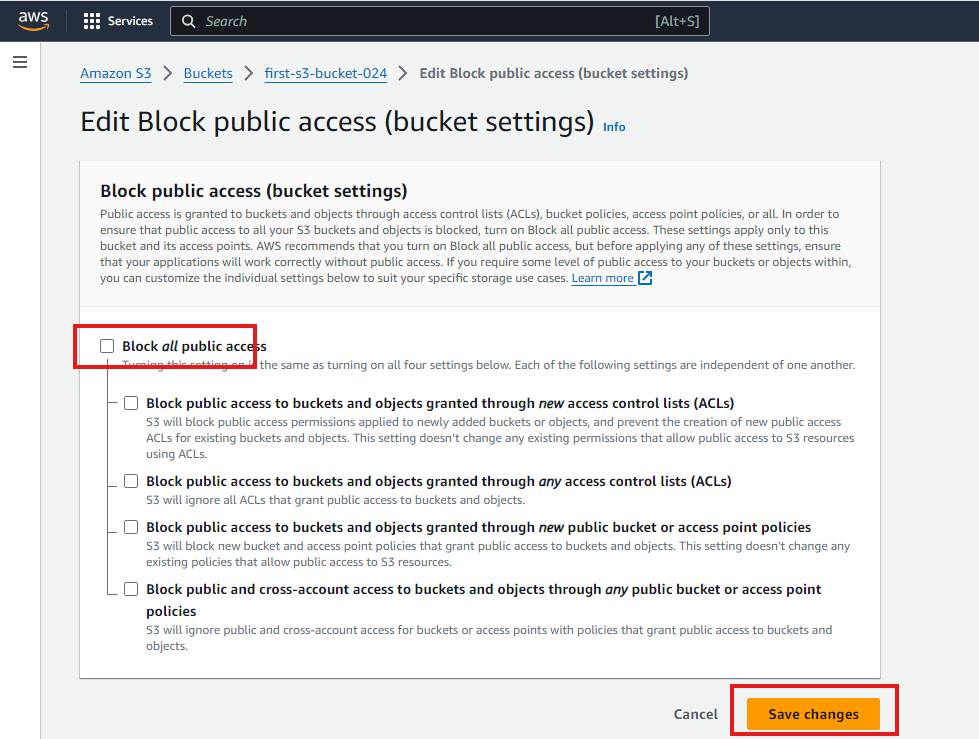 aws Services Search [Alt+S]
Amazon S3 > Buckets > first-s3-bucket-024 > Edit Block public access (bucket settings)
Edit Block public access (bucket settings) Info
Block public access (bucket settings)
Public access is granted to buckets and objects through access control lists (ACLs), bucket policies, access point policies, or all. In order to
ensure that public access to all your S3 buckets and objects is blocked, turn on Block all public access. These settings apply only to this
bucket and its access points. AWS recommends that you turn on Block all public access, but before applying any of these settings, ensure
that your applications will work correctly without public access. If you require some level of public access to your buckets or objects within,
you can customize the individual settings below to suit your specific storage use cases. Learn more
Block all public access
Turning this setting on is the same as turning on all four settings below. Each of the following settings are independent of one another.
Block public access to buckets and objects granted through new access control lists (ACLs)
S3 will block public access permissions applied to newly added buckets or objects, and prevent the creation of new public access
ACLs for existing buckets and objects. This setting doesn't change any existing permissions that allow public access to S3 resources
using ACLs.
Block public access to buckets and objects granted through any access control lists (ACLs)
S3 will ignore all ACLs that grant public access to buckets and objects.
Block public access to buckets and objects granted through new public bucket or access point policies
S3 will block new bucket and access point policies that grant public access to buckets and objects. This setting doesn't change any
existing policies that allow public access to S3 resources.
Block public and cross-account access to buckets and objects through any public bucket or access point
policies
S3 will ignore public and cross-account access for buckets or access points with policies that grant public access to buckets and
objects.
Cancel Save changes